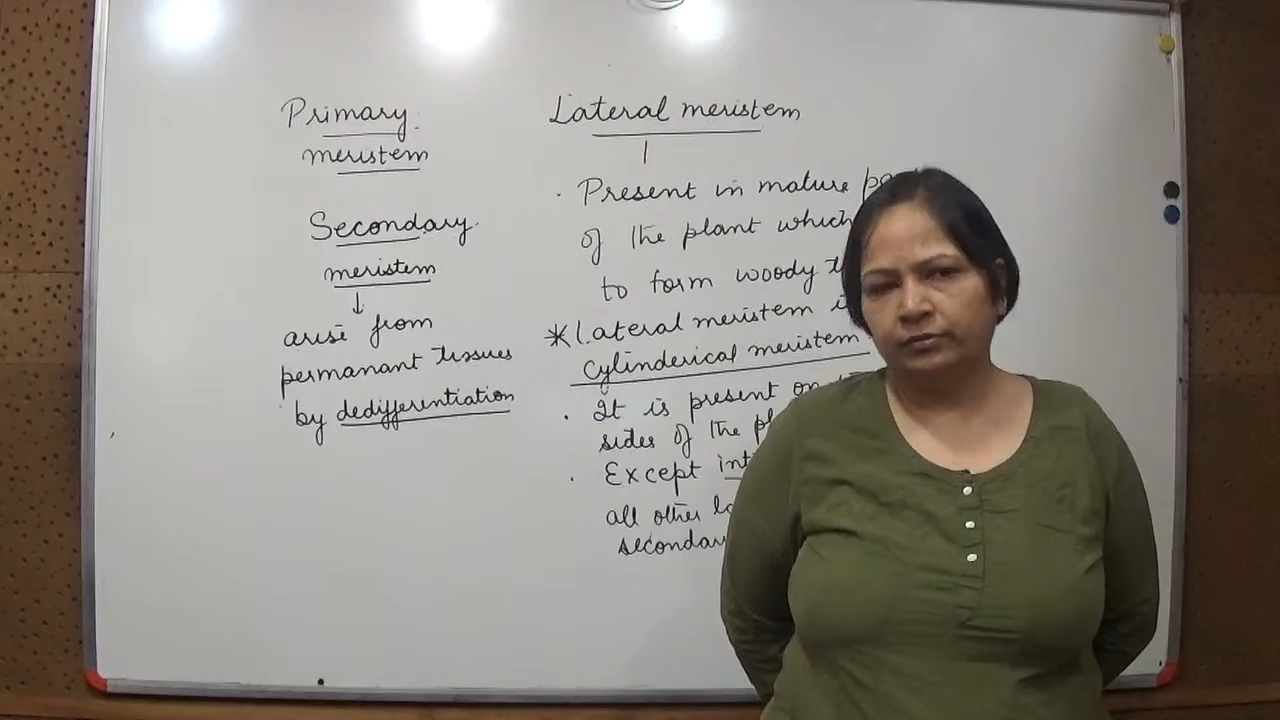 Primary
meristem
Secondary
meristem
arise from
permanant tissues
by dedifferentiation
Lateral meristem
. Present in mature
of the plant which
to form woody
* Lateral meristem
cylinderical meristem
. It is present on
sides of the
. Except
all other
secondary